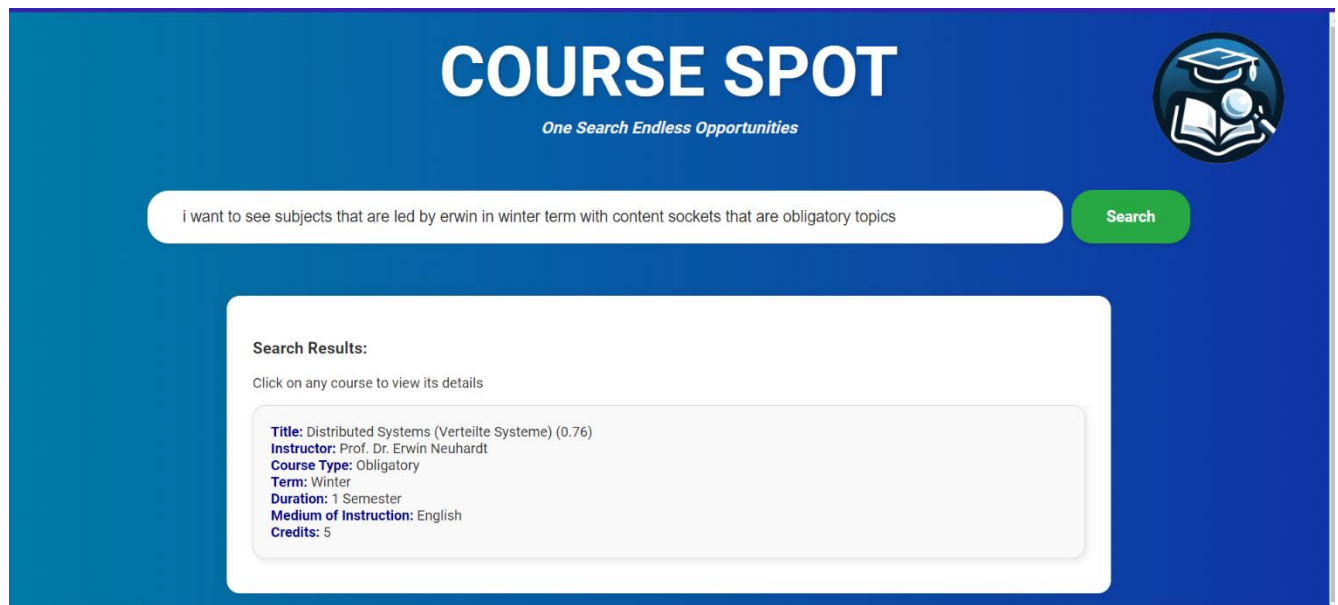 COURSE SPOT
One Search Endless Opportunities
i want to see subjects that are led by erwin in winter term with content sockets that are obligatory topics
Search
Search Results:
Click on any course to view its details
Title: Distributed Systems (Verteilte Systeme) (0.76)
Instructor: Prof. Dr. Erwin Neuhardt
Course Type: Obligatory
Term: Winter
Duration: 1 Semester
Medium of Instruction: English
Credits: 5